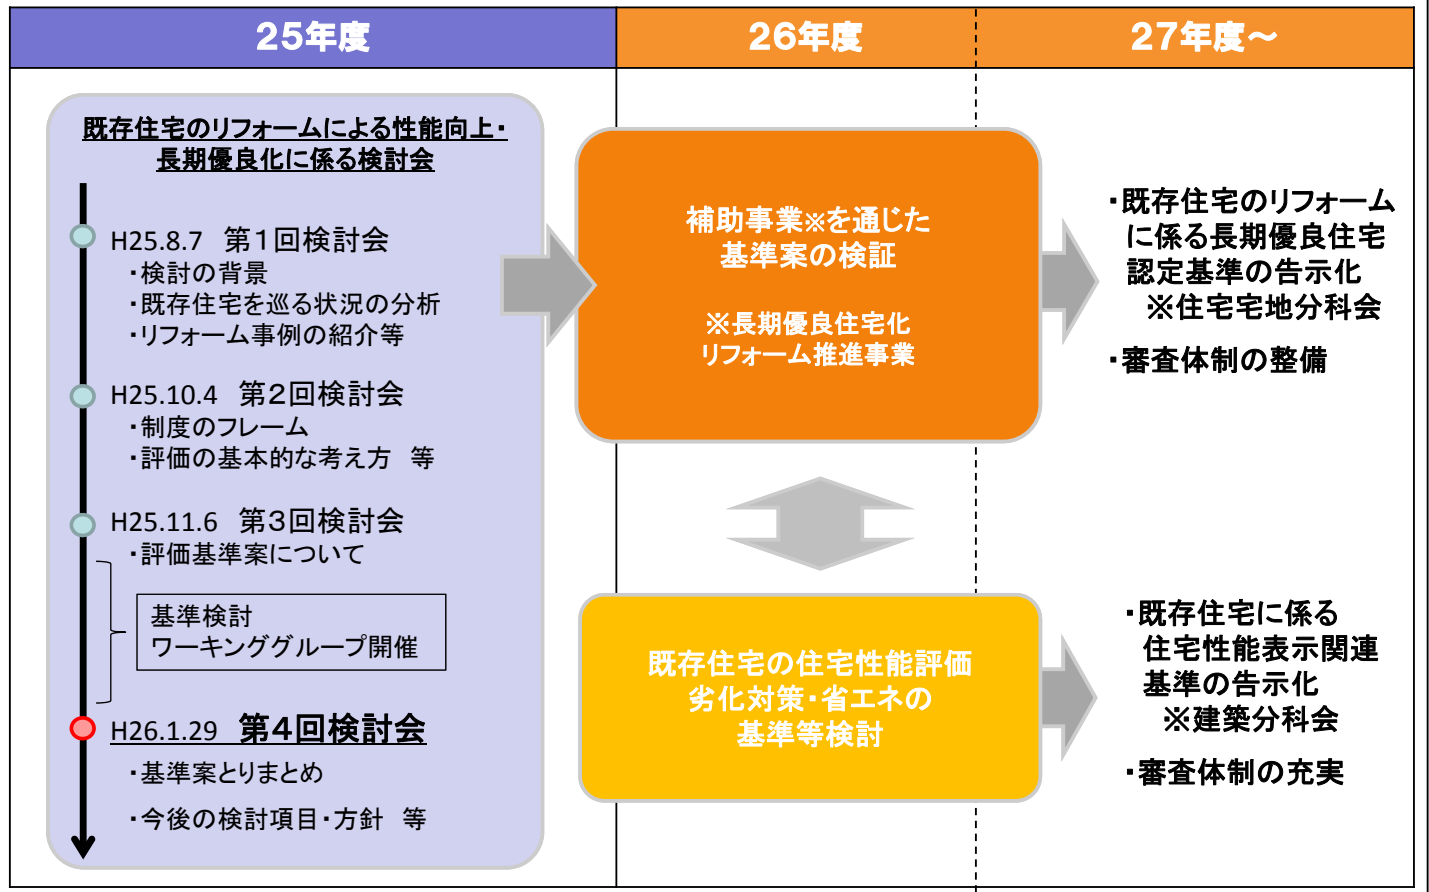 25年度
26年度
27年度～
既存住宅のリフォームによる性能向上・
長期優良化に係る検討会
H25.8.7 第1回検討会
・検討の背景
・既存住宅を巡る状況の分析
・リフォーム事例の紹介等
H25.10.4 第2回検討会
・制度のフレーム
・評価の基本的な考え方 等
H25.11.6 第3回検討会
・評価基準案について
基準検討
ワーキンググループ開催
H26.1.29 第4回検討会
・基準案とりまとめ
・今後の検討項目・方針 等
補助事業※を通じた
基準案の検証
※長期優良住宅化
リフォーム推進事業
既存住宅の住宅性能評価
劣化対策・省エネの
基準等検討
・既存住宅のリフォーム
に係る長期優良住宅
認定基準の告示化
※住宅宅地分科会
・審査体制の整備
・既存住宅に係る
住宅性能表示関連
基準の告示化
※建築分科会
・審査体制の充実